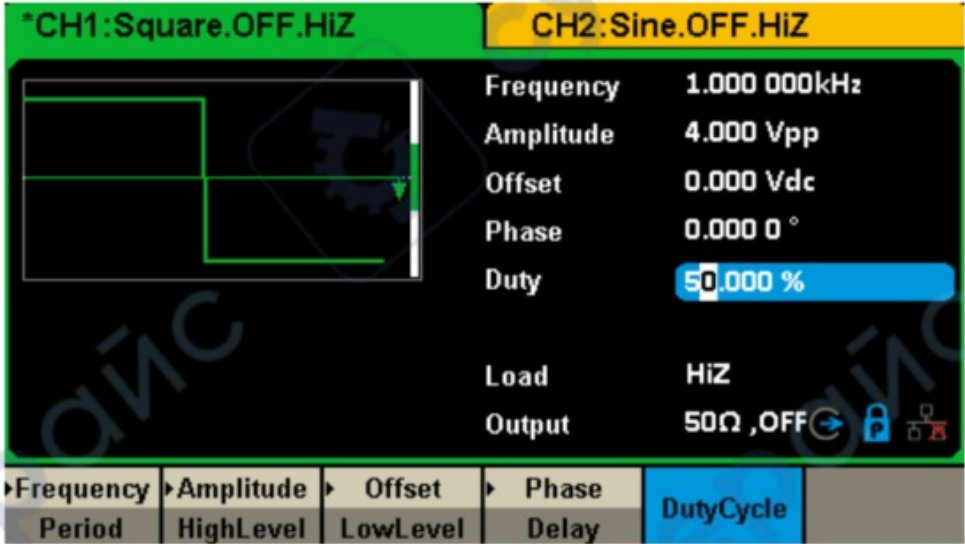 *CH1:Square.OFF.HiZ
CH2:Sine.OFF.HiZ
Frequency 1.000 000kHz
Amplitude 4.000 Vpp
Offset 0.000 Vdc
Phase 0.000 0 °
Duty 50.000 %
Load HiZ
Output 50Ω ,OFF
P
Frequency Amplitude Offset Phase
DutyCycle
Period HighLevel LowLevel Delay